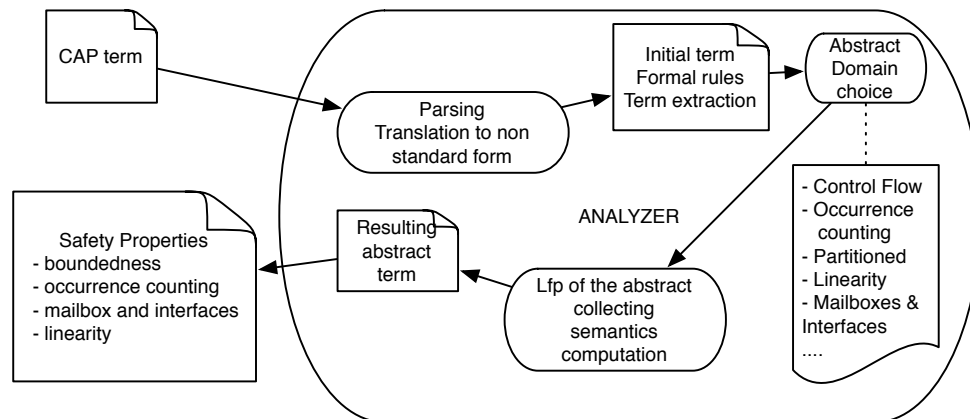 CAP term
Parsing
Translation to non
standard form
Initial term
Formal rules
Term extraction
Abstract
Domain
choice
- Control Flow
- Occurrence
counting
- Partitioned
- Linearity
- Mailboxes &
Interfaces
....
ANALYZER
Lfp of the abstract
collecting
semantics
computation
Resulting
abstract
term
Safety Properties
- boundedness
- occurrence counting
- mailbox and interfaces
- linearity